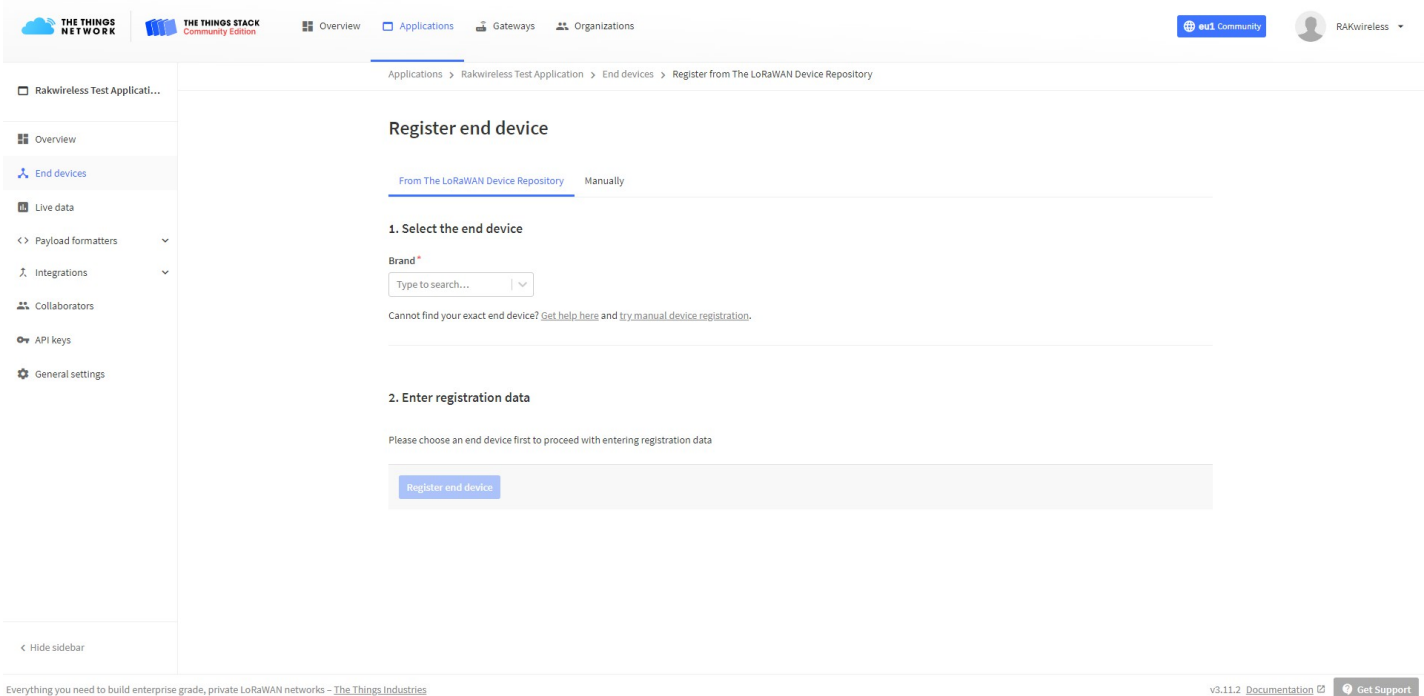 THE THINGS NETWORK
THE THINGS STACK
Community Edition
Overview
Applications
Gateways
Organizations
eu1 Community
RAKwireless
Rakwireless Test Applicati...
Overview
End devices
Live data
Payload formatters
Integrations
Collaborators
API keys
General settings
Hide sidebar
Applications > Rakwireless Test Application > End devices > Register from The LoRaWAN Device Repository
Register end device
From The LoRaWAN Device Repository
Manually
1. Select the end device
Brand*
Type to search...
Cannot find your exact end device? Get help here and try manual device registration.
2. Enter registration data
Please choose an end device first to proceed with entering registration data
Register end device
Everything you need to build enterprise grade, private LoRaWAN networks – The Things Industries
v3.11.2
Documentation
Get Support